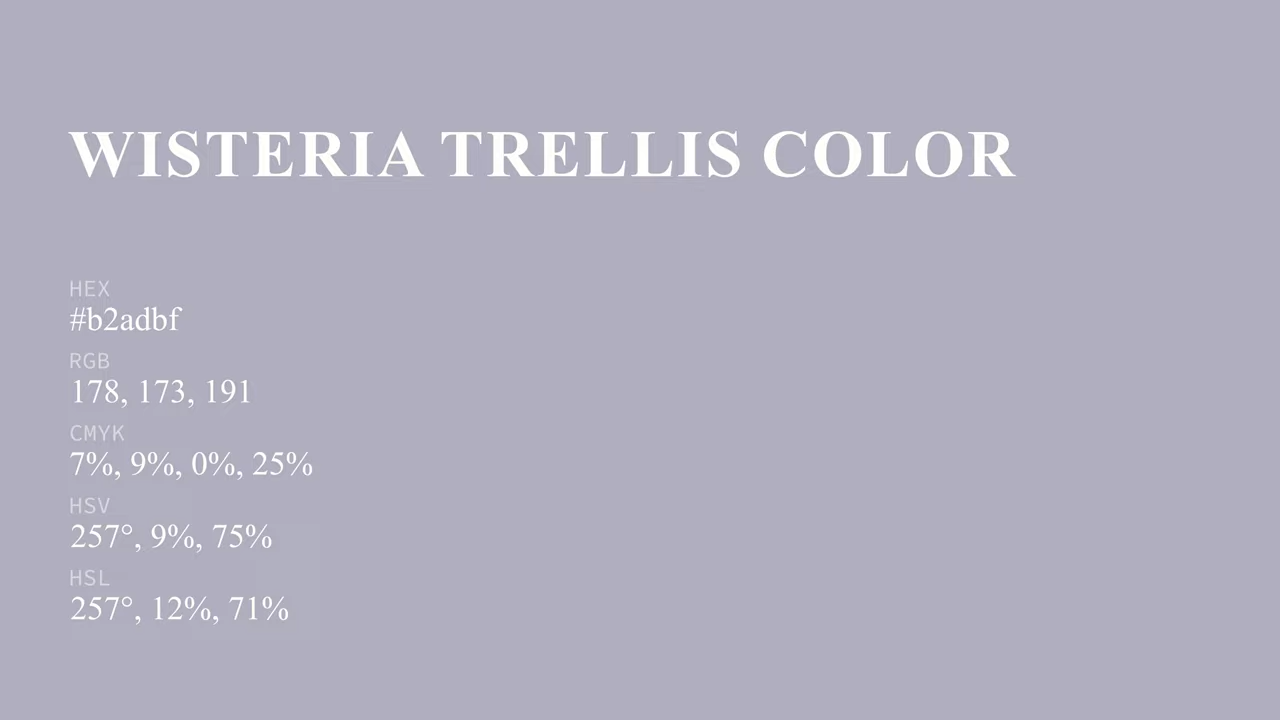 WISTERIA TRELLIS COLOR
HEX
#b2adbf
RGB
178, 173, 191
CMYK
7%, 9%, 0%, 25%
HSV
257°, 9%, 75%
HSL
257°, 12%, 71%